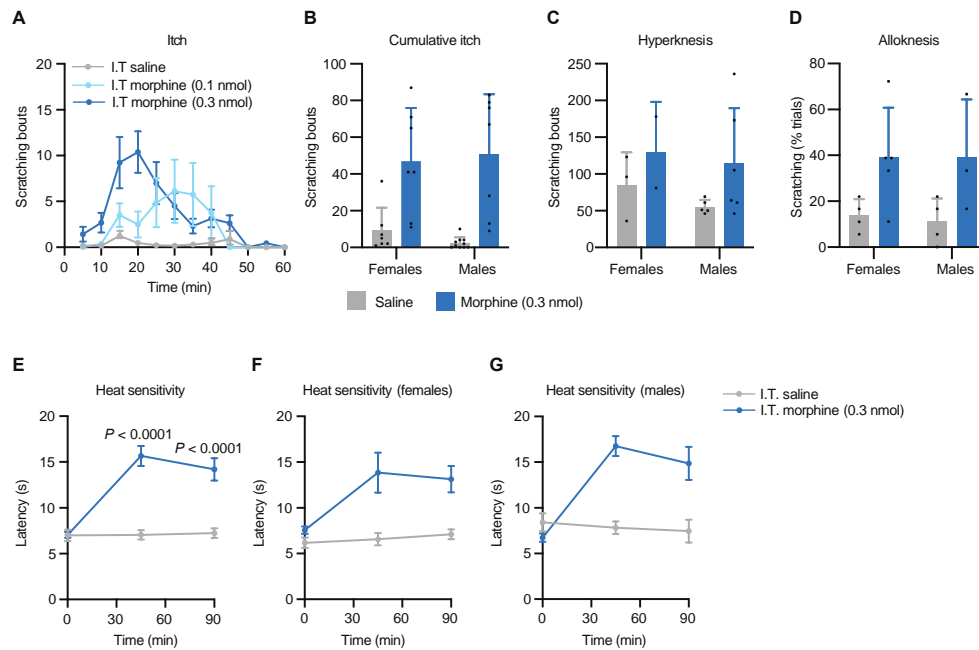 A
Itch
I.T saline
I.T morphine (0.1 nmol)
I.T morphine (0.3 nmol)
Scratching bouts
20
15
10
5
0
0
10
20
30
40
50
60
Time (min)
B
Cumulative itch
Scratching bouts
100
80
60
40
20
0
Females
Males
C
Hyperknesis
Scratching bouts
250
200
150
100
50
0
Females
Males
D
Alloknesis
Scratching (% trials)
80
60
40
20
0
Females
Males
Saline
Morphine (0.3 nmol)
E
Heat sensitivity
Latency (s)
20
15
10
5
0
P < 0.0001
P < 0.0001
0
30
60
90
Time (min)
F
Heat sensitivity (females)
Latency (s)
20
15
10
5
0
0
30
60
90
Time (min)
G
Heat sensitivity (males)
Latency (s)
20
15
10
5
0
0
30
60
90
Time (min)
I.T. saline
I.T. morphine (0.3 nmol)